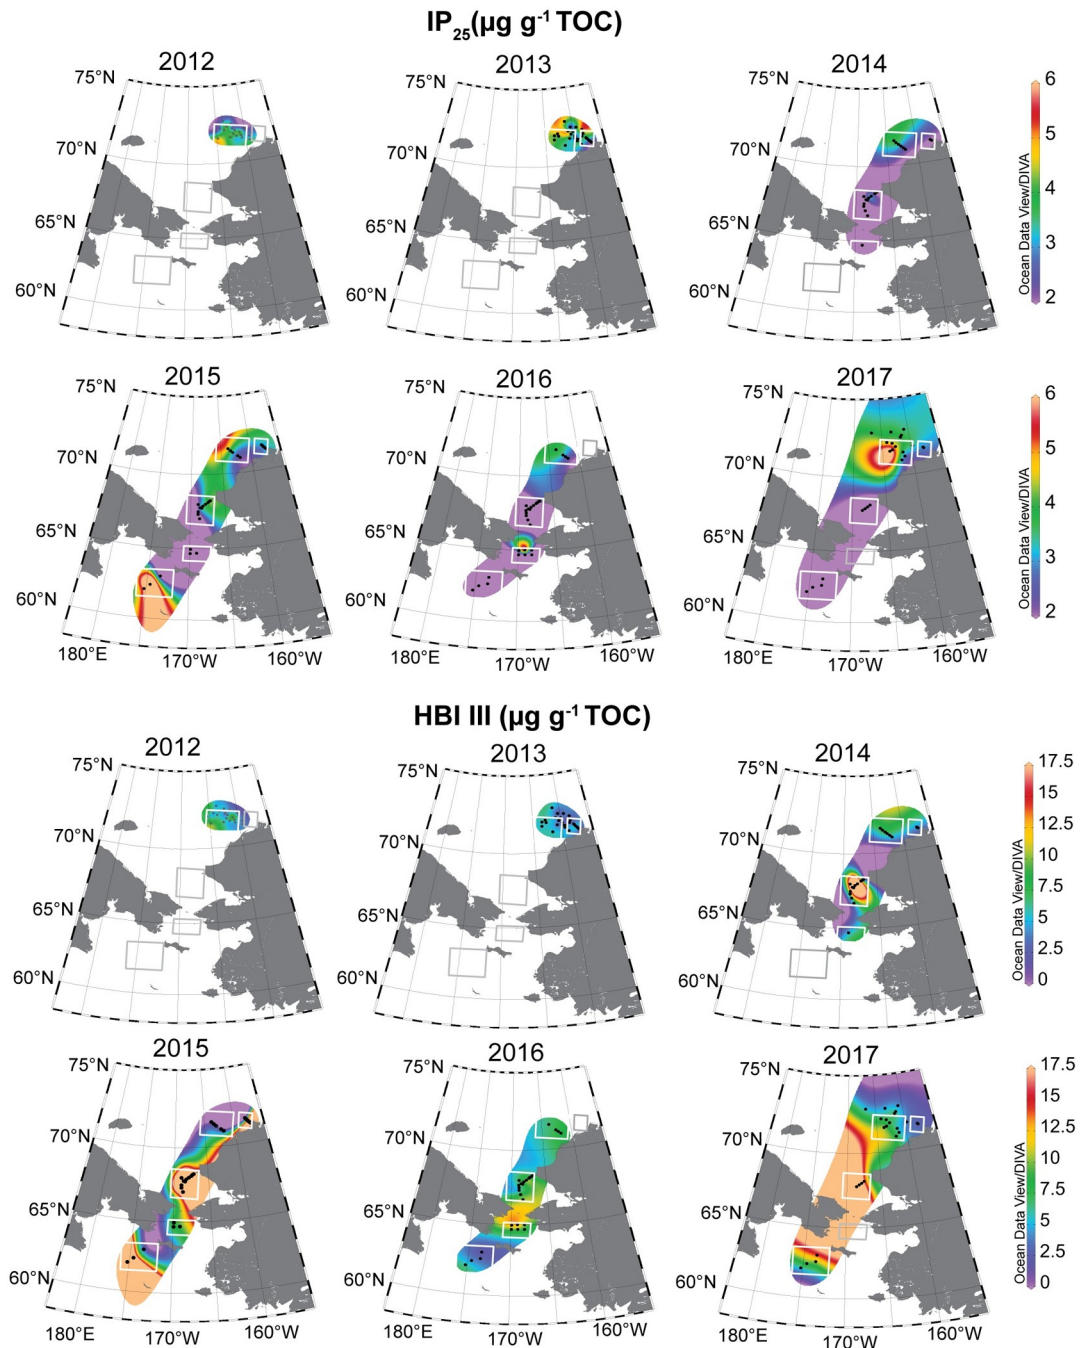 IP25(µg g-1 TOC)
2012
2013
2014
75°N
70°N
65°N
60°N
75°N
70°N
65°N
60°N
75°N
70°N
65°N
60°N
6
5
4
3
2
Ocean Data View/DIVA
2015
2016
2017
75°N
70°N
65°N
60°N
180°E
170°W
160°W
75°N
70°N
65°N
60°N
180°E
170°W
160°W
75°N
70°N
65°N
60°N
180°E
170°W
160°W
6
5
4
3
2
Ocean Data View/DIVA
HBI III (µg g-1 TOC)
2012
2013
2014
75°N
70°N
65°N
60°N
75°N
70°N
65°N
60°N
75°N
70°N
65°N
60°N
17.5
15
12.5
10
7.5
5
2.5
0
Ocean Data View/DIVA
2015
2016
2017
75°N
70°N
65°N
60°N
180°E
170°W
160°W
75°N
70°N
65°N
60°N
180°E
170°W
160°W
75°N
70°N
65°N
60°N
180°E
170°W
160°W
17.5
15
12.5
10
7.5
5
2.5
0
Ocean Data View/DIVA